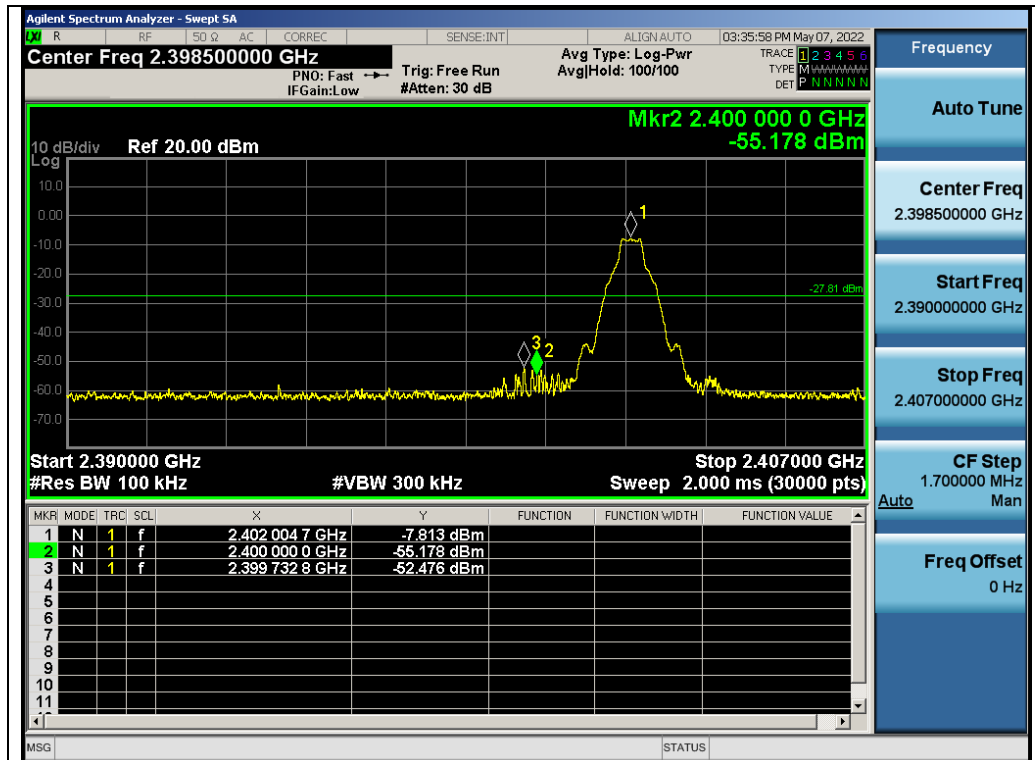 Agilent Spectrum Analyzer - Swept SA
LXI R RF 50 Ω AC CORREC SENSE:INT ALIGN AUTO 03:35:58 PM May 07, 2022
Center Freq 2.398500000 GHz
PNO: Fast
IFGain:Low
Trig: Free Run
#Atten: 30 dB
Avg Type: Log-Pwr
Avg|Hold: 100/100
TRACE 1 2 3 4 5 6
TYPE M WWWWW
DET P N N N N N
Mkr2 2.400 000 0 GHz
-55.178 dBm
10 dB/div Ref 20.00 dBm
Log
10.0
0.00
-10.0
-20.0
-30.0
-40.0
-50.0
-60.0
-70.0
1
-27.81 dBm
3 2
Start 2.390000 GHz Stop 2.407000 GHz
#Res BW 100 kHz #VBW 300 kHz Sweep 2.000 ms (30000 pts)
MKR MODE TRC SCL X Y FUNCTION FUNCTION WIDTH FUNCTION VALUE
1 N 1 f 2.402 004 7 GHz -7.813 dBm
2 N 1 f 2.400 000 0 GHz -55.178 dBm
3 N 1 f 2.399 732 8 GHz -52.476 dBm
4
5
6
7
8
9
10
11
MSG STATUS
Frequency
Auto Tune
Center Freq
2.398500000 GHz
Start Freq
2.390000000 GHz
Stop Freq
2.407000000 GHz
CF Step
1.700000 MHz
Auto Man
Freq Offset
0 Hz